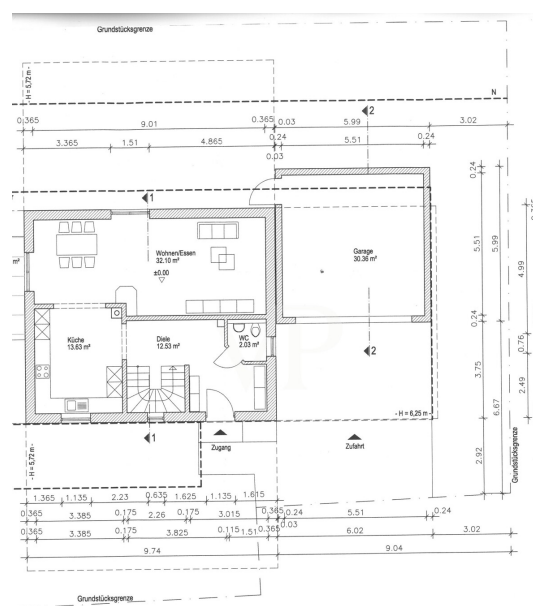 Grundstücksgrenze
- H = 5,72 m -
N
0.365 9.01 0.365 0.03 5.99 3.02
2
3.365 1.51 4.865 0.24 5.51 0.24
0.03
1
0.24
Wohnen/Essen
32.10 m²
±0.00
m²
Garage
30.36 m²
5.51 5.99 4.99
0.24
Küche
13.63 m²
Diele
12.53 m²
WC
2.03 m²
2
0.76
3.75
2.49
6.67
- H = 6,25 m -
1
Zugang
Zufahrt
- H = 5,72 m -
2.92
Grundstücksgrenze
1.365 1.135 2.23 0.635 1.625 1.135 1.615
0.365 3.385 0.175 2.26 0.175 3.015 0.365 0.24 5.51 0.24
0.03
0.365 3.385 0.175 3.825 0.115 1.51 0.365 6.02 3.02
9.74 9.04
Grundstücksgrenze